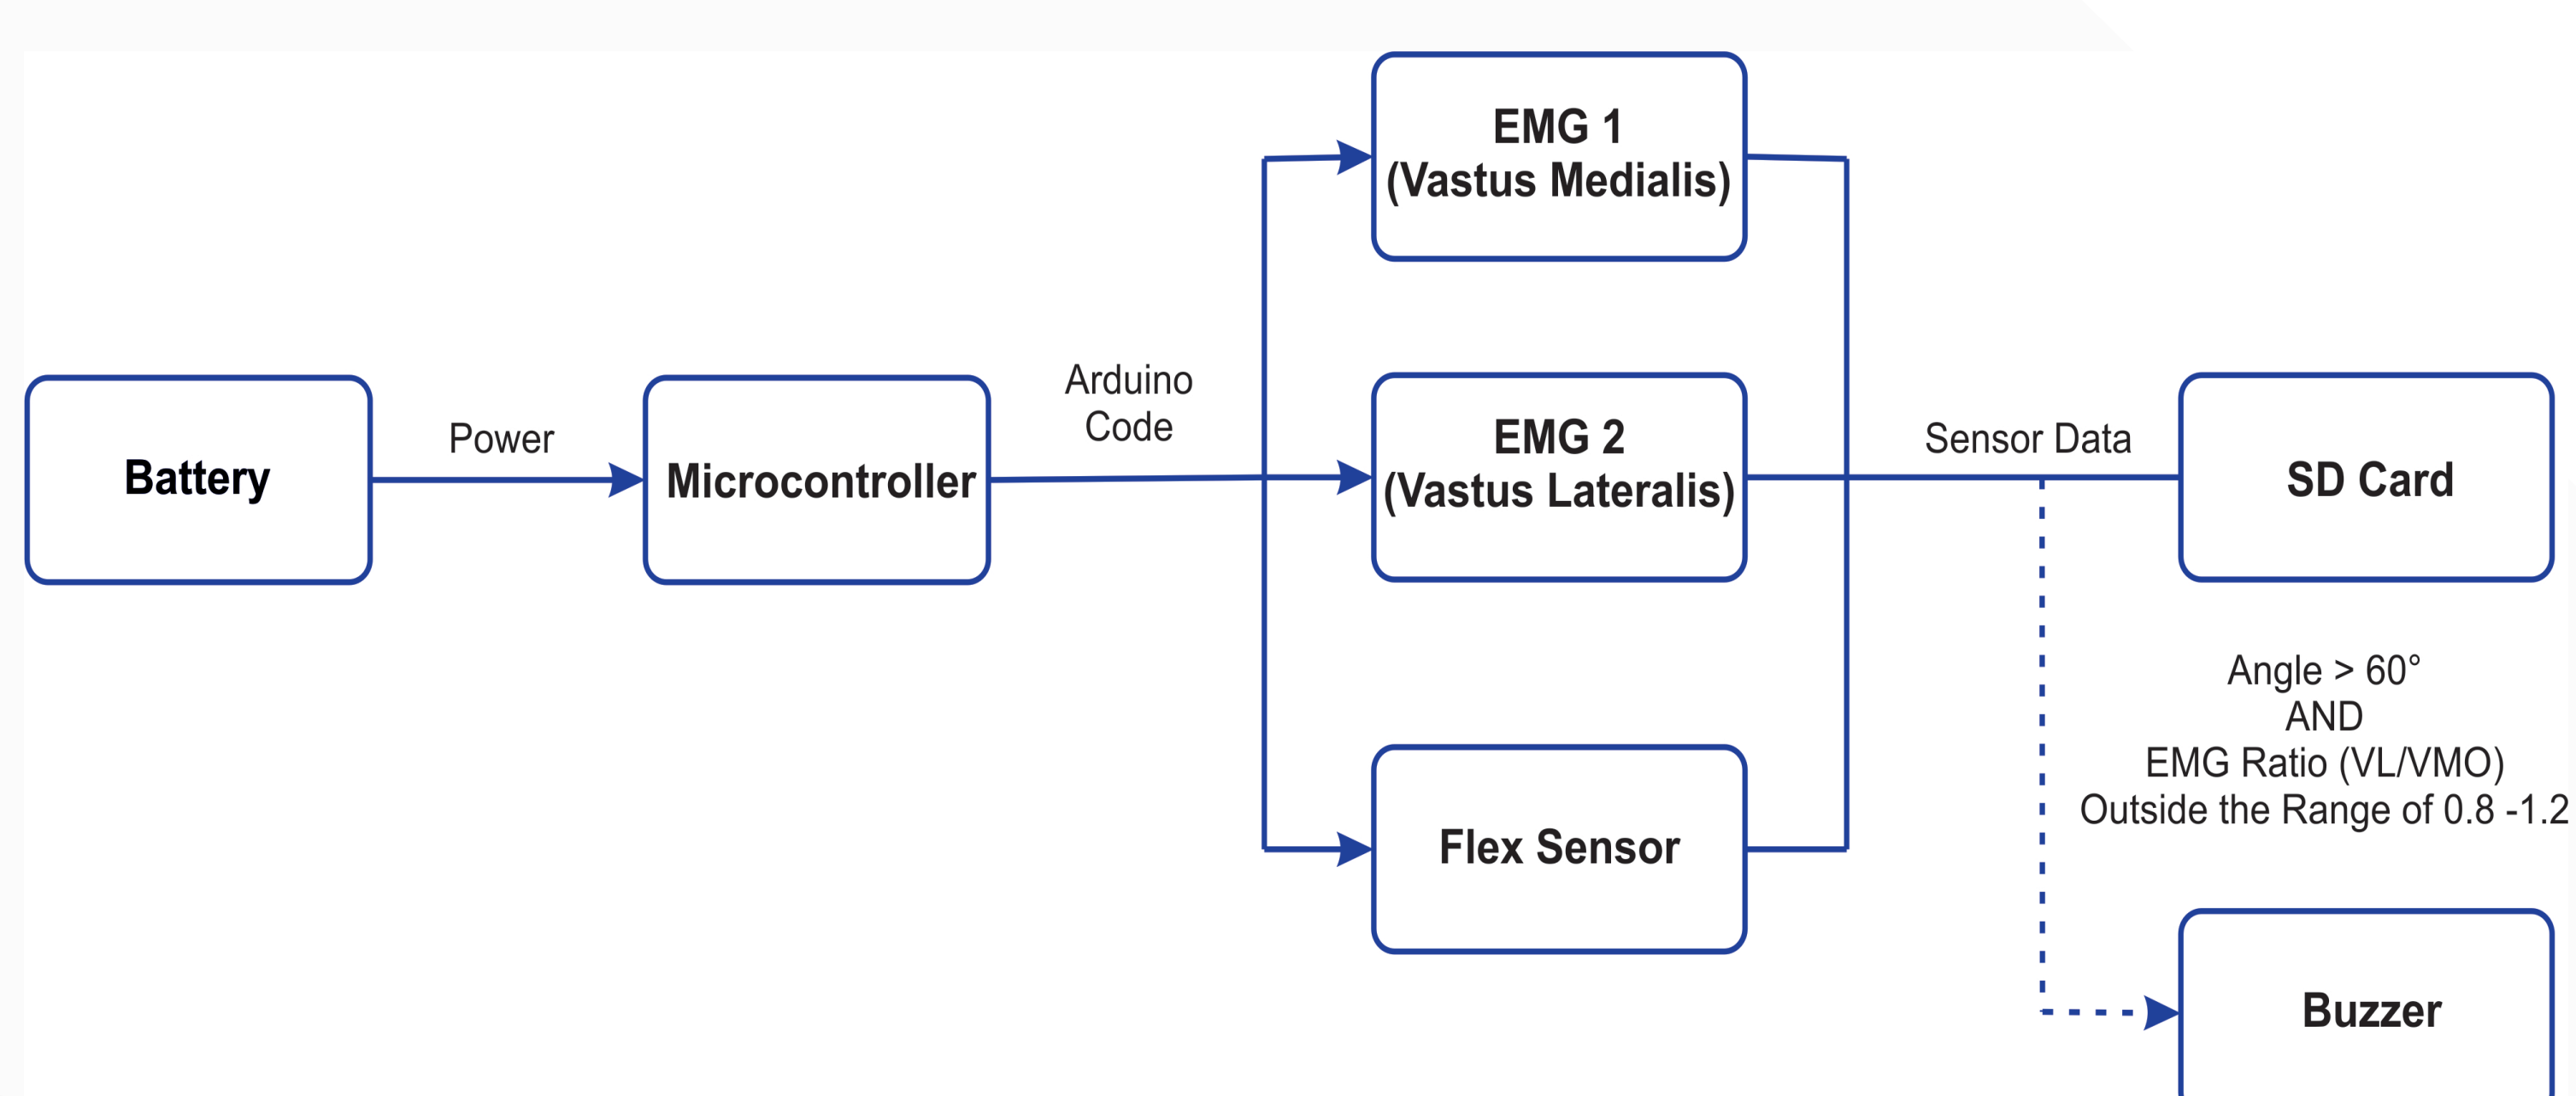 EMG 1
(Vastus Medialis)
Arduino
Code
Battery
Power
Microcontroller
EMG 2
(Vastus Lateralis)
Sensor Data
SD Card
Angle > 60°
AND
EMG Ratio (VL/VMO)
Outside the Range of 0.8 -1.2
Flex Sensor
Buzzer